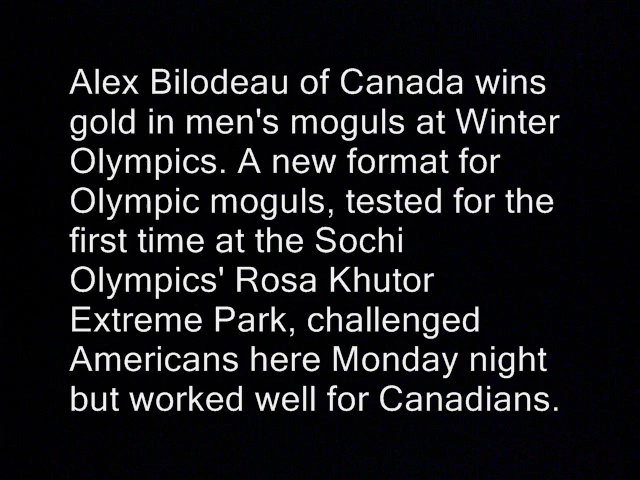 Alex Bilodeau of Canada wins
gold in men's moguls at Winter
Olympics. A new format for
Olympic moguls, tested for the
first time at the Sochi
Olympics' Rosa Khutor
Extreme Park, challenged
Americans here Monday night
but worked well for Canadians.